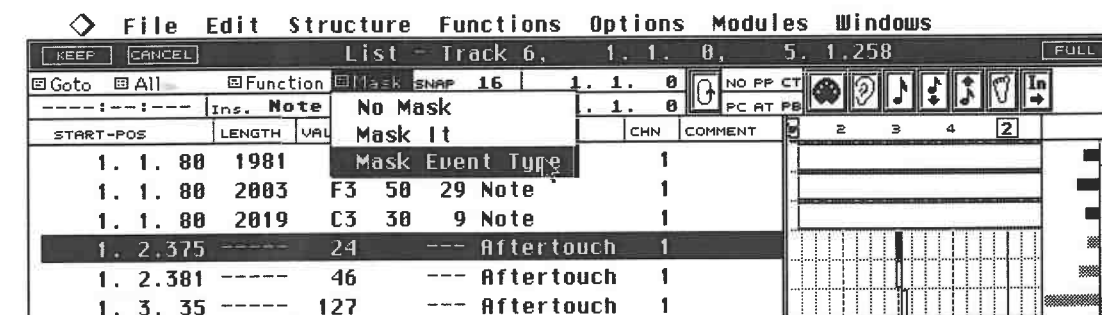 File Edit Structure Functions Options Modules Windows
KEEP CANCEL List - Track 6, 1. 1. 0, 5. 1.258 FULL
Goto All Function Mask SNAP 16 1. 1. 0 NO PP CT In
----:--:---- Ins. Note No Mask . 1. 0 PC AT PB
START-POS LENGTH VAL Mask It CHN COMMENT 2 3 4 2
1. 1. 80 1981 Mask Event Type 1
1. 1. 80 2003 F3 50 29 Note 1
1. 1. 80 2019 C3 30 9 Note 1
1. 2.375 ----- 24 --- Aftertouch 1
1. 2.381 ----- 46 --- Aftertouch 1
1. 3. 35 ----- 127 --- Aftertouch 1